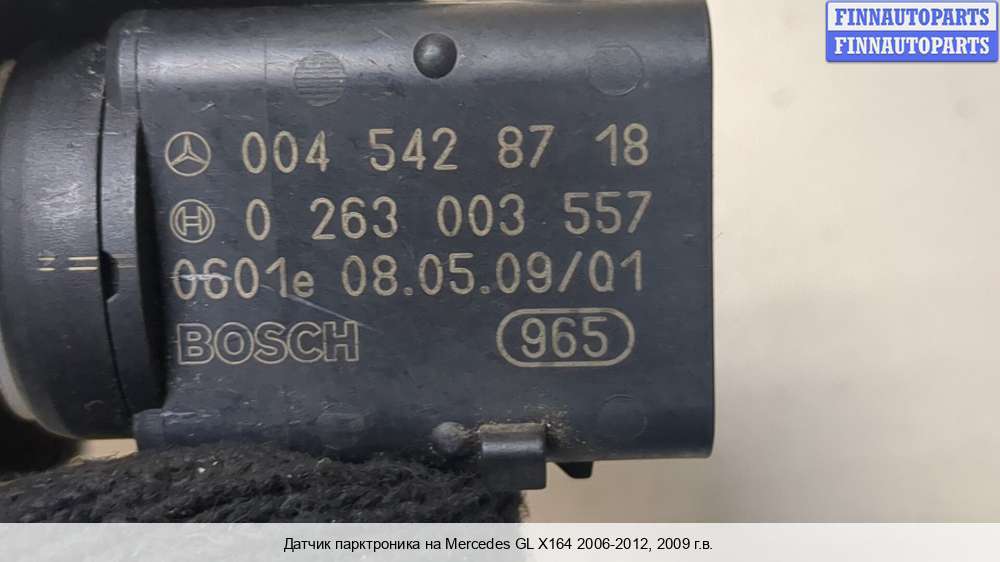 FINNAUTOPARTS
FINNAUTOPARTS
004 542 87 18
0 263 003 557
0601e 08.05.09/Q1
BOSCH 965
Датчик парктроника на Mercedes GL X164 2006-2012, 2009 г.в.